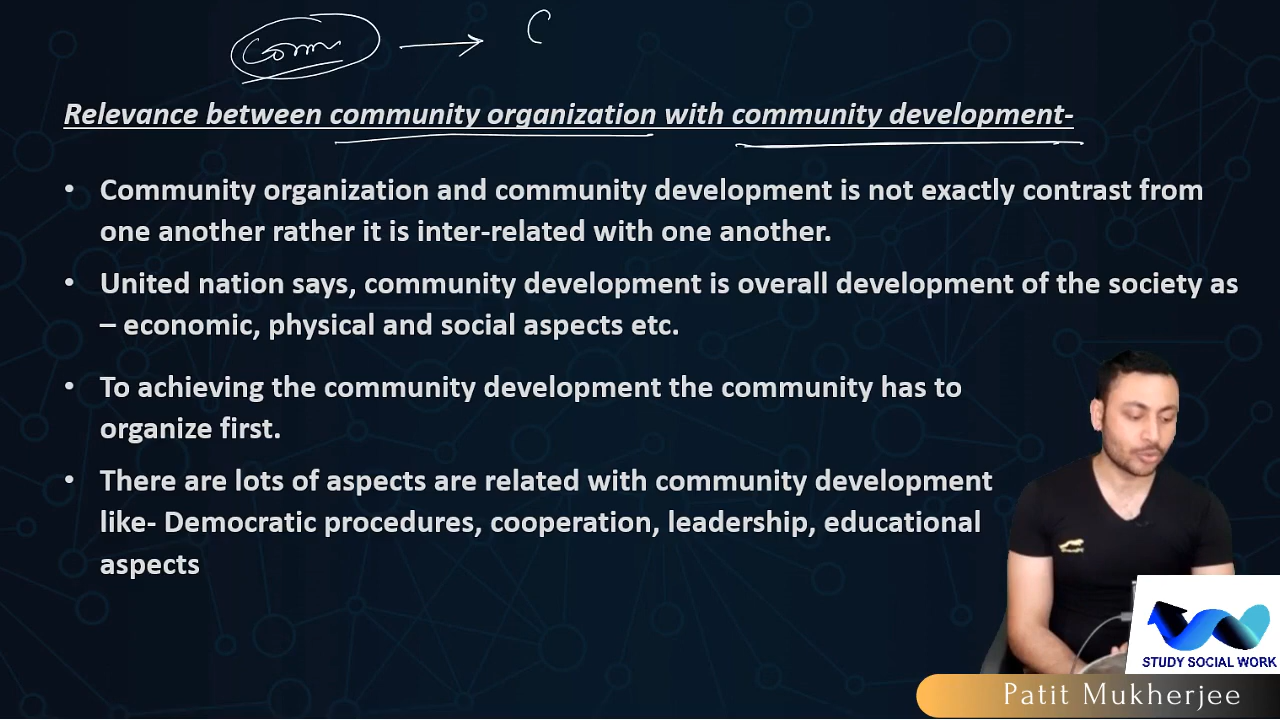 Comm
C
Relevance between community organization with community development-
• Community organization and community development is not exactly contrast from
one another rather it is inter-related with one another.
• United nation says, community development is overall development of the society as
– economic, physical and social aspects etc.
• To achieving the community development the community has to
organize first.
• There are lots of aspects are related with community development
like- Democratic procedures, cooperation, leadership, educational
aspects
STUDY SOCIAL WORK
Patit Mukherjee